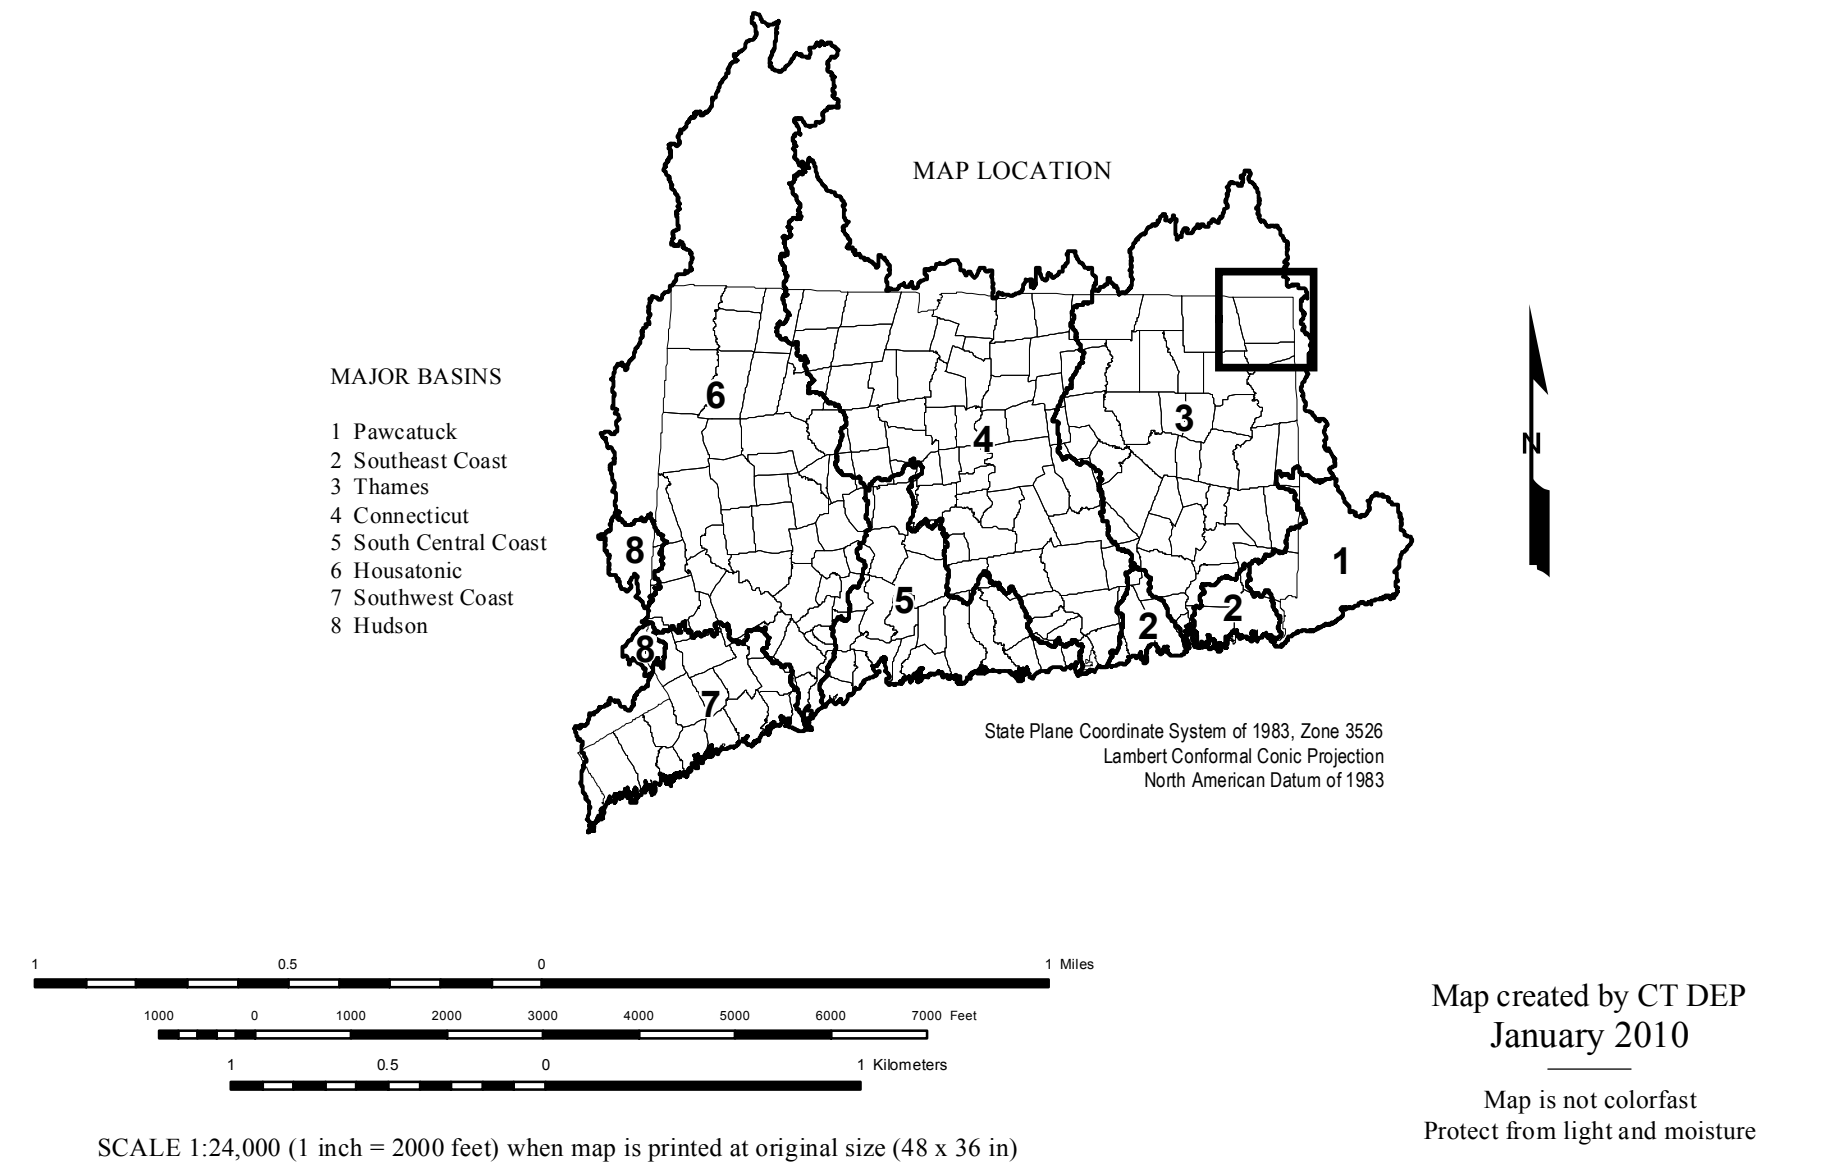 MAP LOCATION
MAJOR BASINS
1 Pawcatuck
2 Southeast Coast
3 Thames
4 Connecticut
5 South Central Coast
6 Housatonic
7 Southwest Coast
8 Hudson
6
3
4
8
1
5
2
2
8
7
N
State Plane Coordinate System of 1983, Zone 3526
Lambert Conformal Conic Projection
North American Datum of 1983
1 0.5 0 1 Miles
1000 0 1000 2000 3000 4000 5000 6000 7000 Feet
1 0.5 0 1 Kilometers
SCALE 1:24,000 (1 inch = 2000 feet) when map is printed at original size (48 x 36 in)
Map created by CT DEP
January 2010
Map is not colorfast
Protect from light and moisture